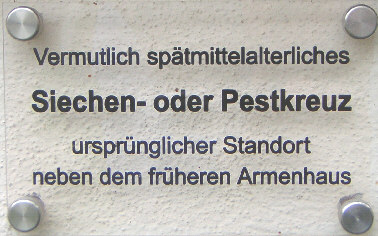 Vermutlich spätmittelalterliches
Siechen- oder Pestkreuz
ursprünglicher Standort
neben dem früheren Armenhaus